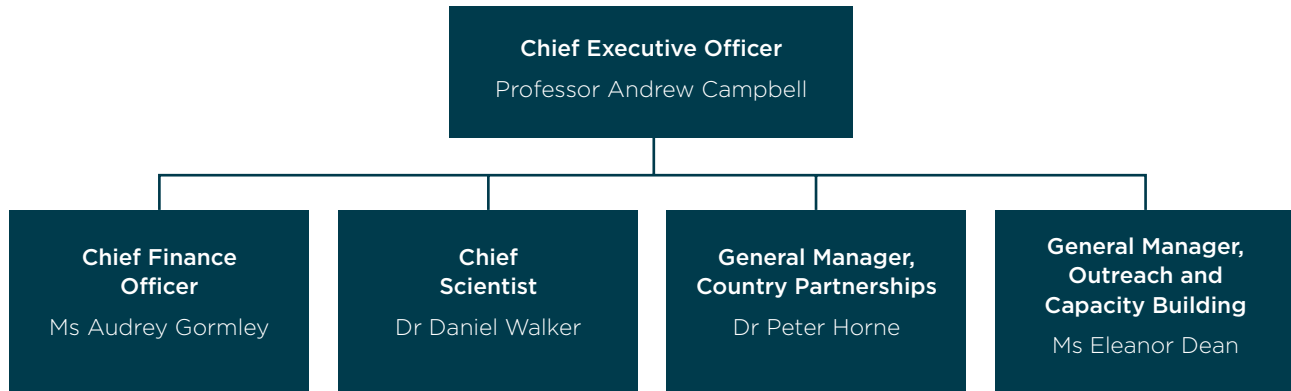 Chief Executive Officer
Professor Andrew Campbell
Chief Finance
Officer
Ms Audrey Gormley
Chief
Scientist
Dr Daniel Walker
General Manager,
Country Partnerships
Dr Peter Horne
General Manager,
Outreach and
Capacity Building
Ms Eleanor Dean